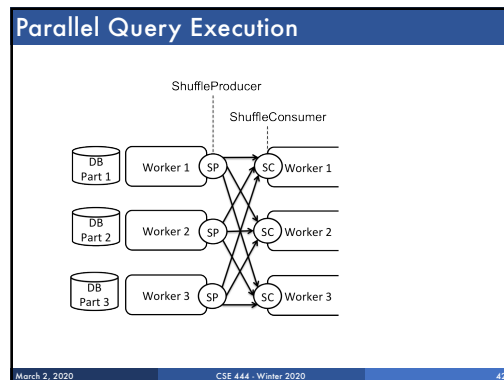 Parallel Query Execution
ShuffleProducer
ShuffleConsumer
DB
Part 1
Worker 1
SP
SC
Worker 1
DB
Part 2
Worker 2
SP
SC
Worker 2
DB
Part 3
Worker 3
SP
SC
Worker 3
March 2, 2020
CSE 444 - Winter 2020
42